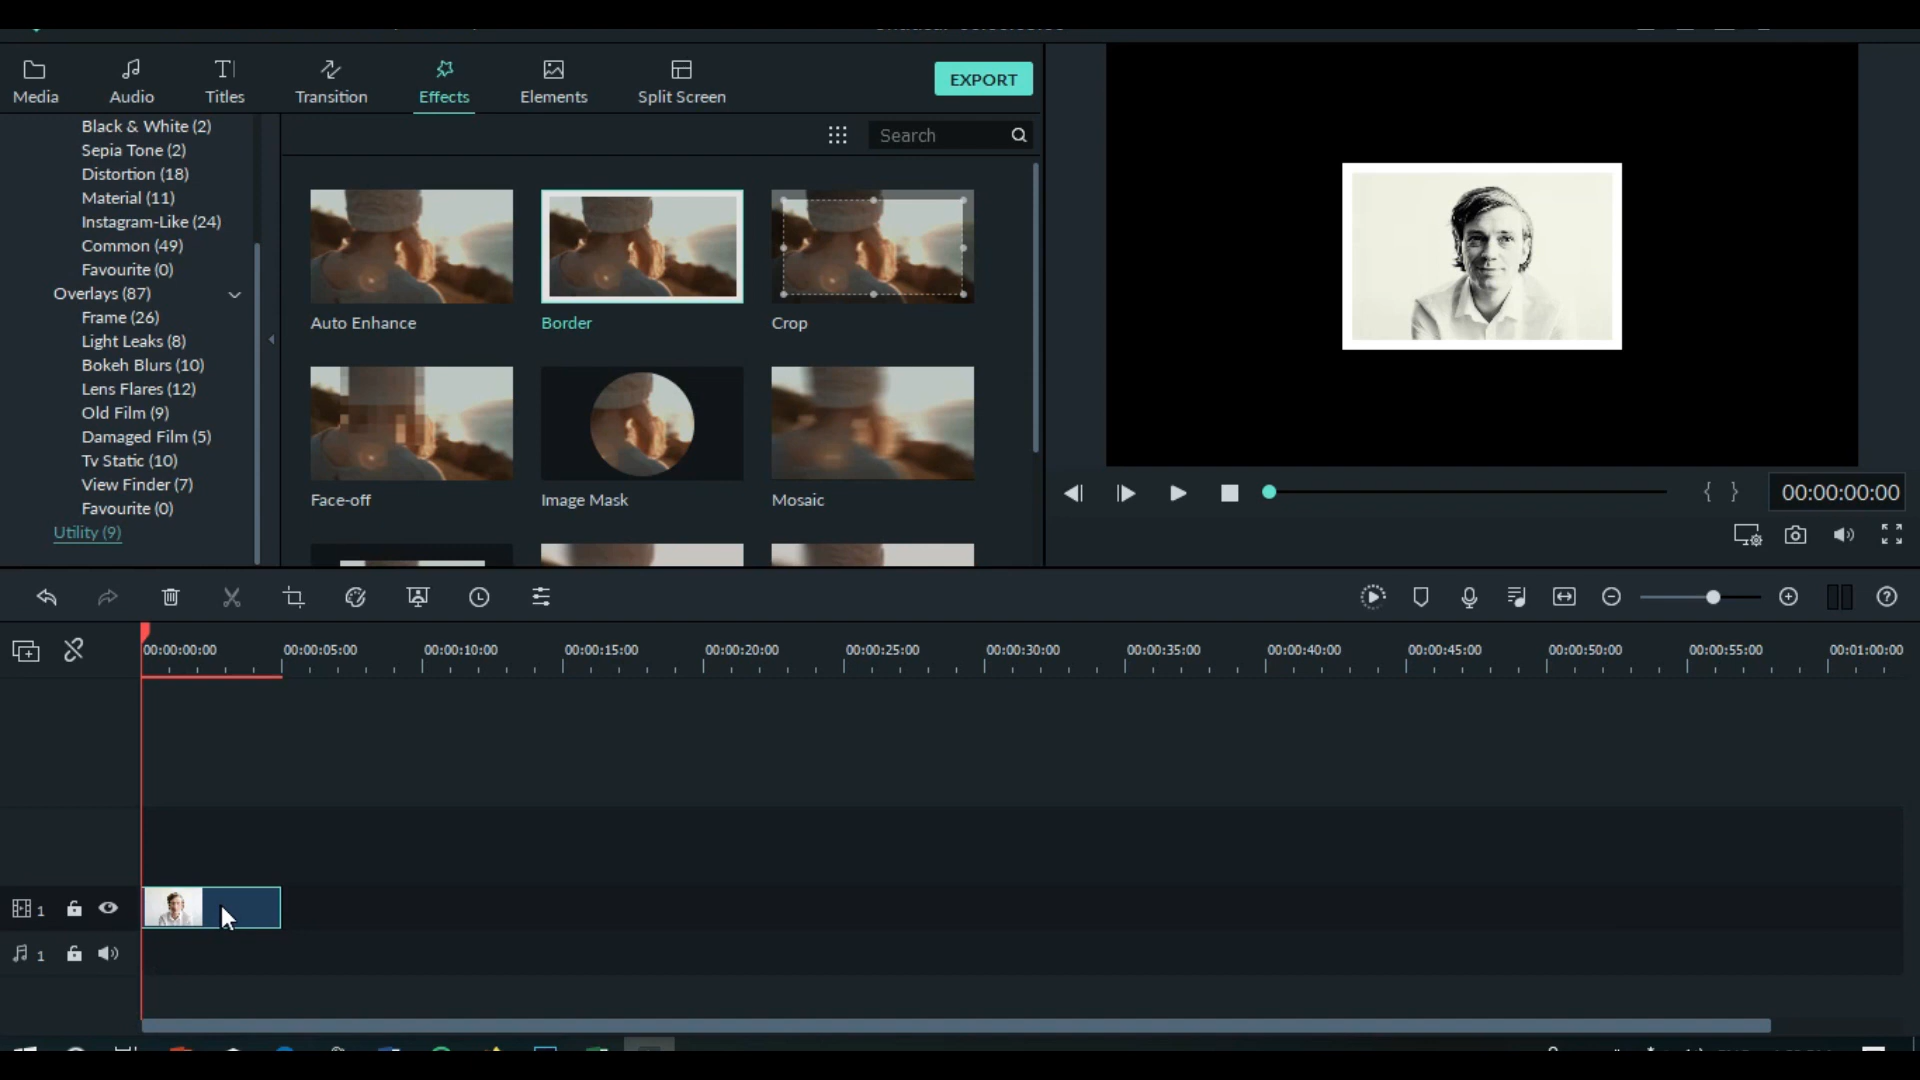 Media
Audio
Titles
Transition
Effects
Elements
Split Screen
EXPORT
Black & White (2)
Sepia Tone (2)
Distortion (18)
Material (11)
Instagram-Like (24)
Common (49)
Favourite (0)
Overlays (87)
Frame (26)
Light Leaks (8)
Bokeh Blurs (10)
Lens Flares (12)
Old Film (9)
Damaged Film (5)
Tv Static (10)
View Finder (7)
Favourite (0)
Utility (9)
Search
Auto Enhance
Border
Crop
Face-off
Image Mask
Mosaic
{ }
00:00:00:00
00:00:00:00
00:00:05:00
00:00:10:00
00:00:15:00
00:00:20:00
00:00:25:00
00:00:30:00
00:00:35:00
00:00:40:00
00:00:45:00
00:00:50:00
00:00:55:00
00:01:00:00
1
1